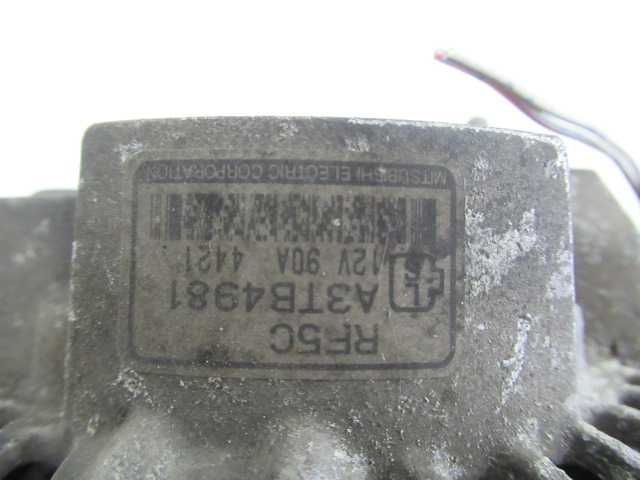 RF5C
A3TB4981
12V 90A 4421
MITSUBISHI ELECTRIC CORPORATION